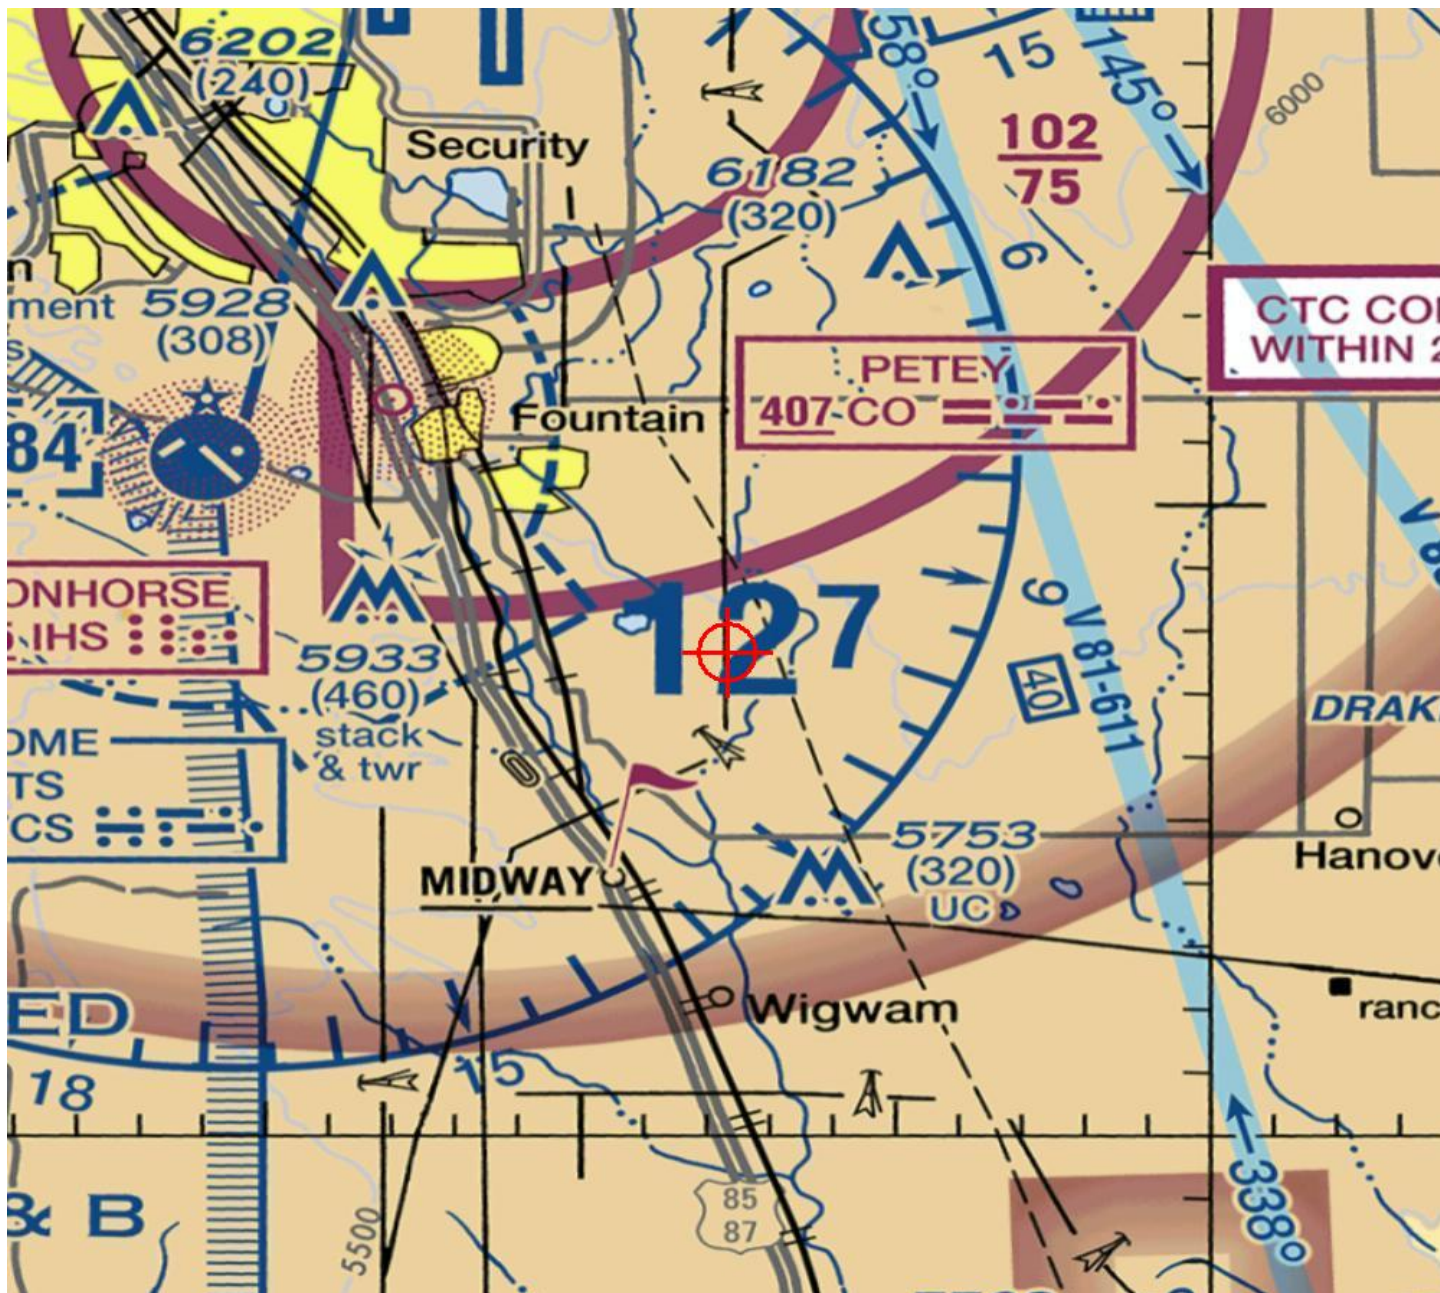 6202
(240)
58°
15
145°
6000
102
75
Security
6182
(320)
6
n
ment
5928
(308)
s
CTC CO
WITHIN 2
PETEY
407 CO
84
Fountain
V
ONHORSE
IHS
127
9
V 81-611
40
5933
(460)
stack
& twr
DRAK
OME
TS
CS
5753
(320)
UC
Hanov
MIDWAY
ED
Wigwam
ranc
18
15
& B
5500
85
87
338°